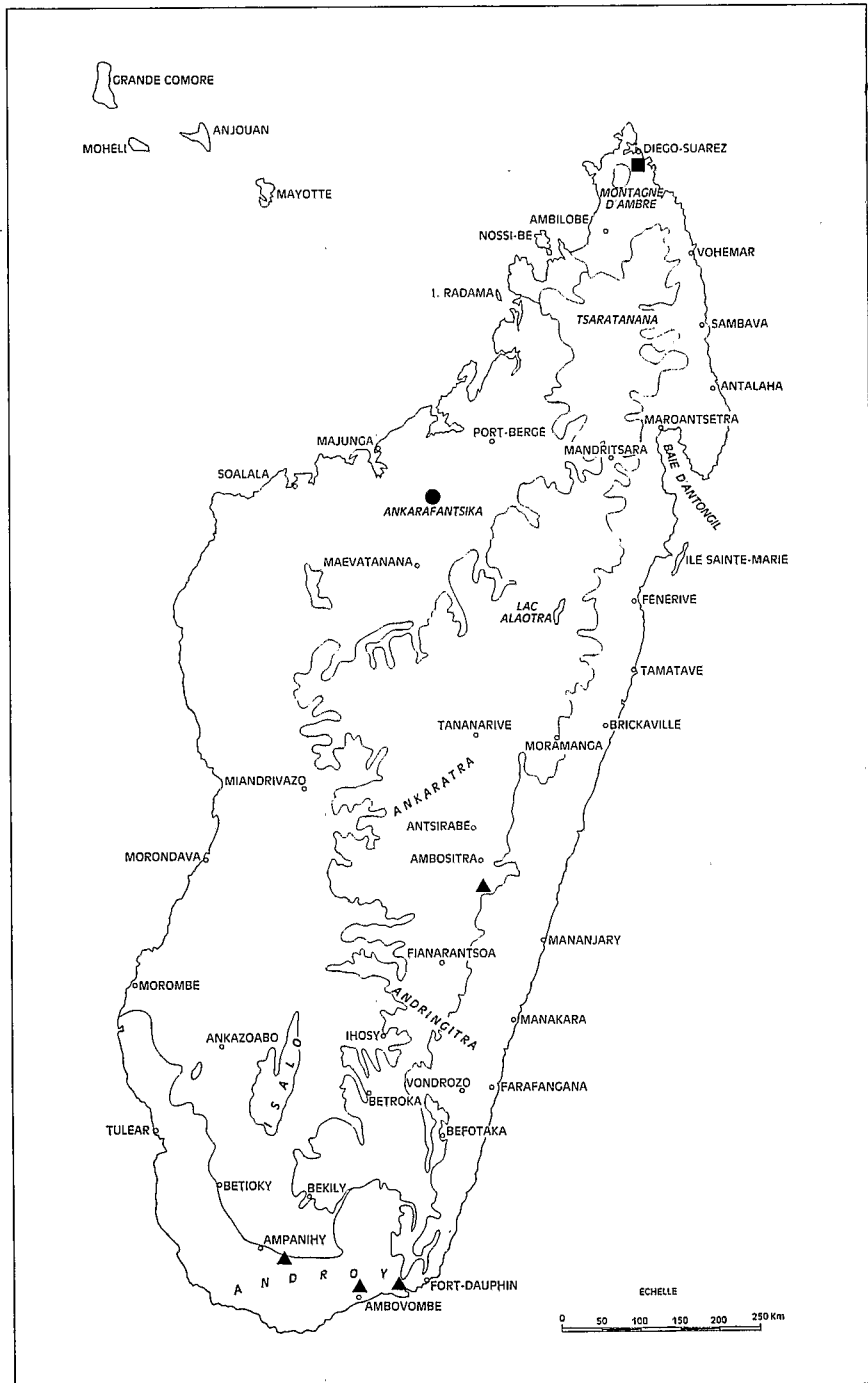 GRANDE COMORE
ANJOUAN
MOHELI
MAYOTTE
DIEGO-SUAREZ
MONTAGNE
D'AMBRE
AMBILOBE
NOSSI-BE
VOHEMAR
I. RADAMA
TSARATANANA
SAMBAVA
ANTALAHA
MAROANTSETRA
PORT-BERGÉ
MAJUNGA
MANDRITSARA
BAIE D'ANTONGIL
SOALALA
ANKARAFANTSIKA
ILE SAINTE-MARIE
MAEVATANANA
FÉNERIVE
LAC
ALAOTRA
TAMATAVE
BRICKAVILLE
TANANARIVE
MORAMANGA
MIANDRIVAZO
ANKARATRA
ANTSIRABÉ
MORONDAVA
AMBOSITRA
MANANJARY
FIANARANTSOA
MOROMBE
ANDRINGITRA
MANAKARA
ANKAZOABO
IHOSY
ISALO
VONDROZO
FARAFANGANA
BETROKA
TULEAR
BEFOTAKA
BETIOKY
BEKILY
AMPANIHY
ANDROY
FORT-DAUPHIN
AMBOVOMBE
ECHELLE
0 50 100 150 200 250 Km